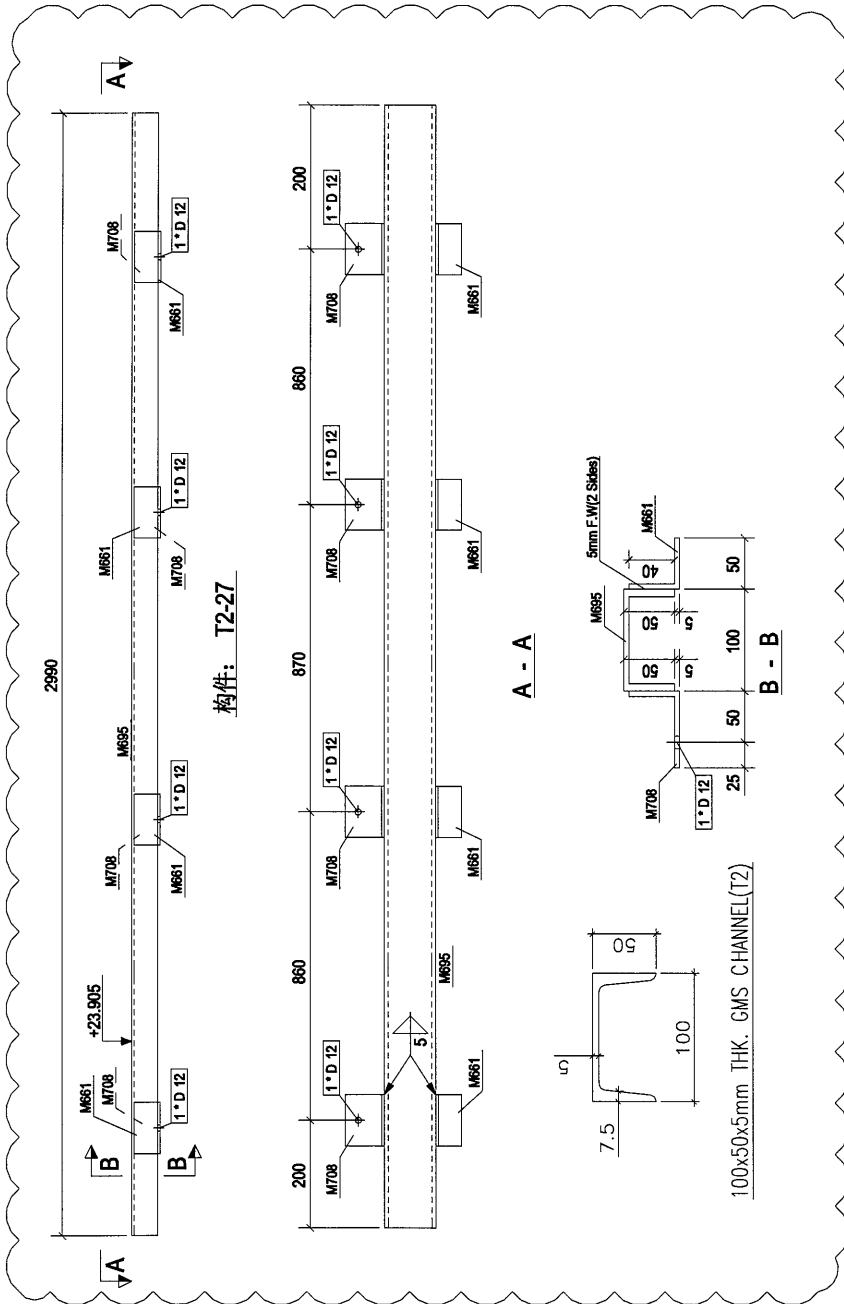 2990
A
A
+23.905
M695
M661
M708
1 * D 12
B
B
M708
M661
1 * D 12
M661
M708
1 * D 12
M708
M661
1 * D 12
构件: T2-27
200
860
870
860
200
M708
1 * D 12
M708
1 * D 12
M708
1 * D 12
M708
1 * D 12
5
M695
M661
M661
M661
M661
A - A
5
50
7.5
100
100x50x5mm THK. GMS CHANNEL(T2)
M695
5mm F.W(2 Sides)
M708
M661
1 * D 12
50
5
50
5
40
25
50
100
50
B - B